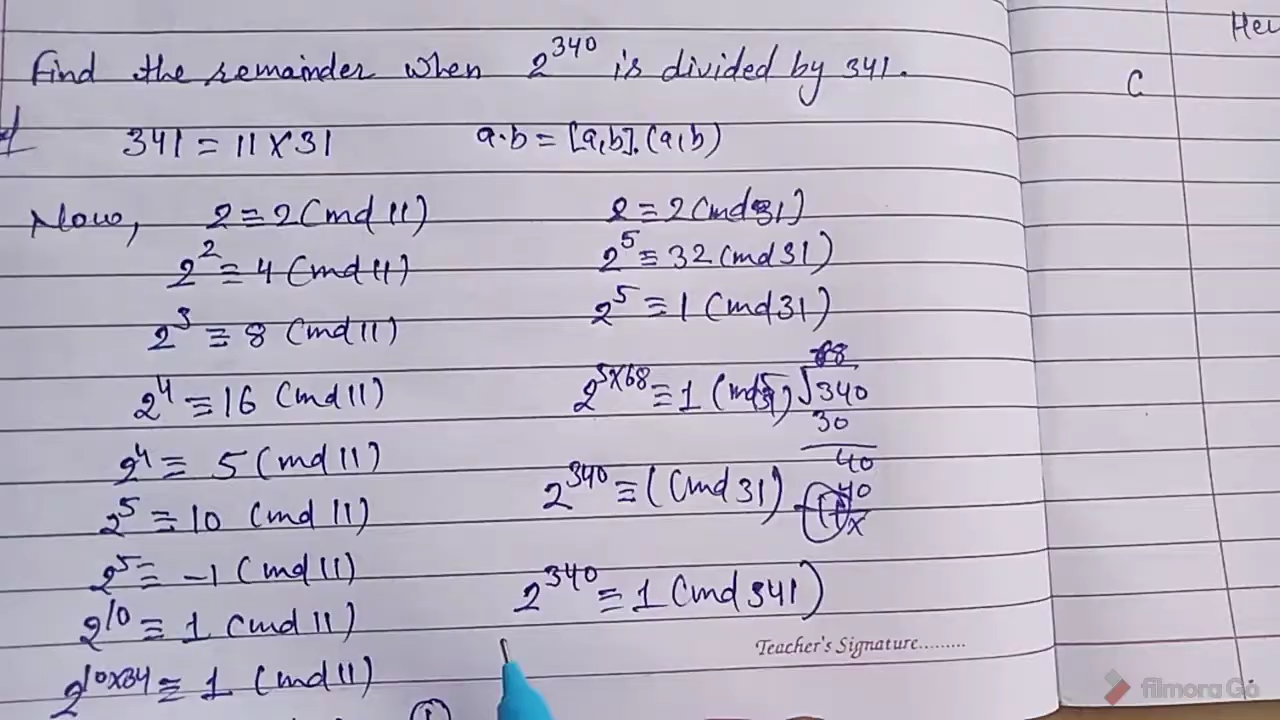 Find the remainder when 2^340 is divided by 341.
341 = 11 × 31
a·b = [a,b].(a,b)
Now, 2 ≡ 2 (md 11)
2^2 ≡ 4 (md 11)
2^3 ≡ 8 (md 11)
2^4 ≡ 16 (md 11)
2^4 ≡ 5 (md 11)
2^5 ≡ 10 (md 11)
2^5 ≡ -1 (md 11)
2^10 ≡ 1 (md 11)
2^10×34 ≡ 1 (md 11)
2 ≡ 2 (md 31)
2^5 ≡ 32 (md 31)
2^5 ≡ 1 (md 31)
2^5×68 ≡ 1 (md 31)
68
5√340
30
40
40
×
2^340 ≡ 1 (md 31)
2^340 ≡ 1 (md 341)
Teacher's Signature.........
C
filmora Go